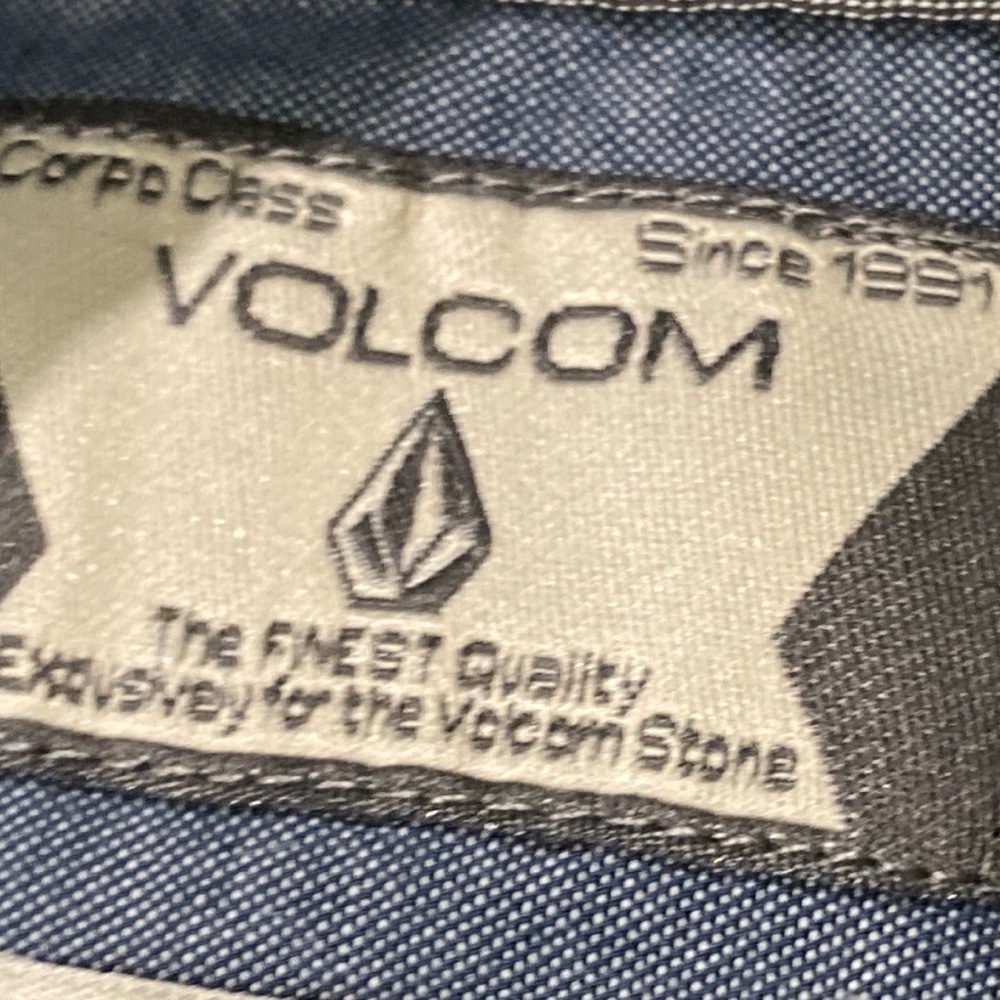 Corpo Class
Since 1991
VOLCOM
The FINEST Quality
Exclusively for the Volcom Stone